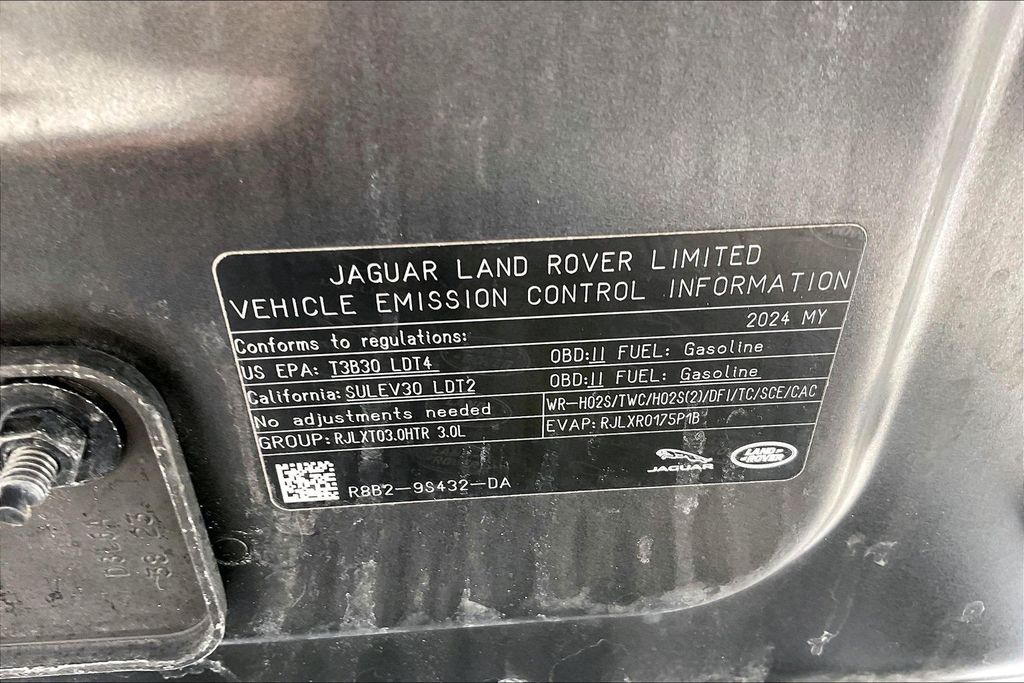 JAGUAR LAND ROVER LIMITED
VEHICLE EMISSION CONTROL INFORMATION
2024 MY
Conforms to regulations:
US EPA: T3B30 LDT4 OBD:II FUEL: Gasoline
California: SULEV30 LDT2 OBD:II FUEL: Gasoline
No adjustments needed WR-HO2S/TWC/HO2S(2)/DFI/TC/SCE/CAC
GROUP: RJLXT03.0HTR 3.0L EVAP: RJLXR0175P1B
R8B2-9S432-DA
JAGUAR
LAND ROVER